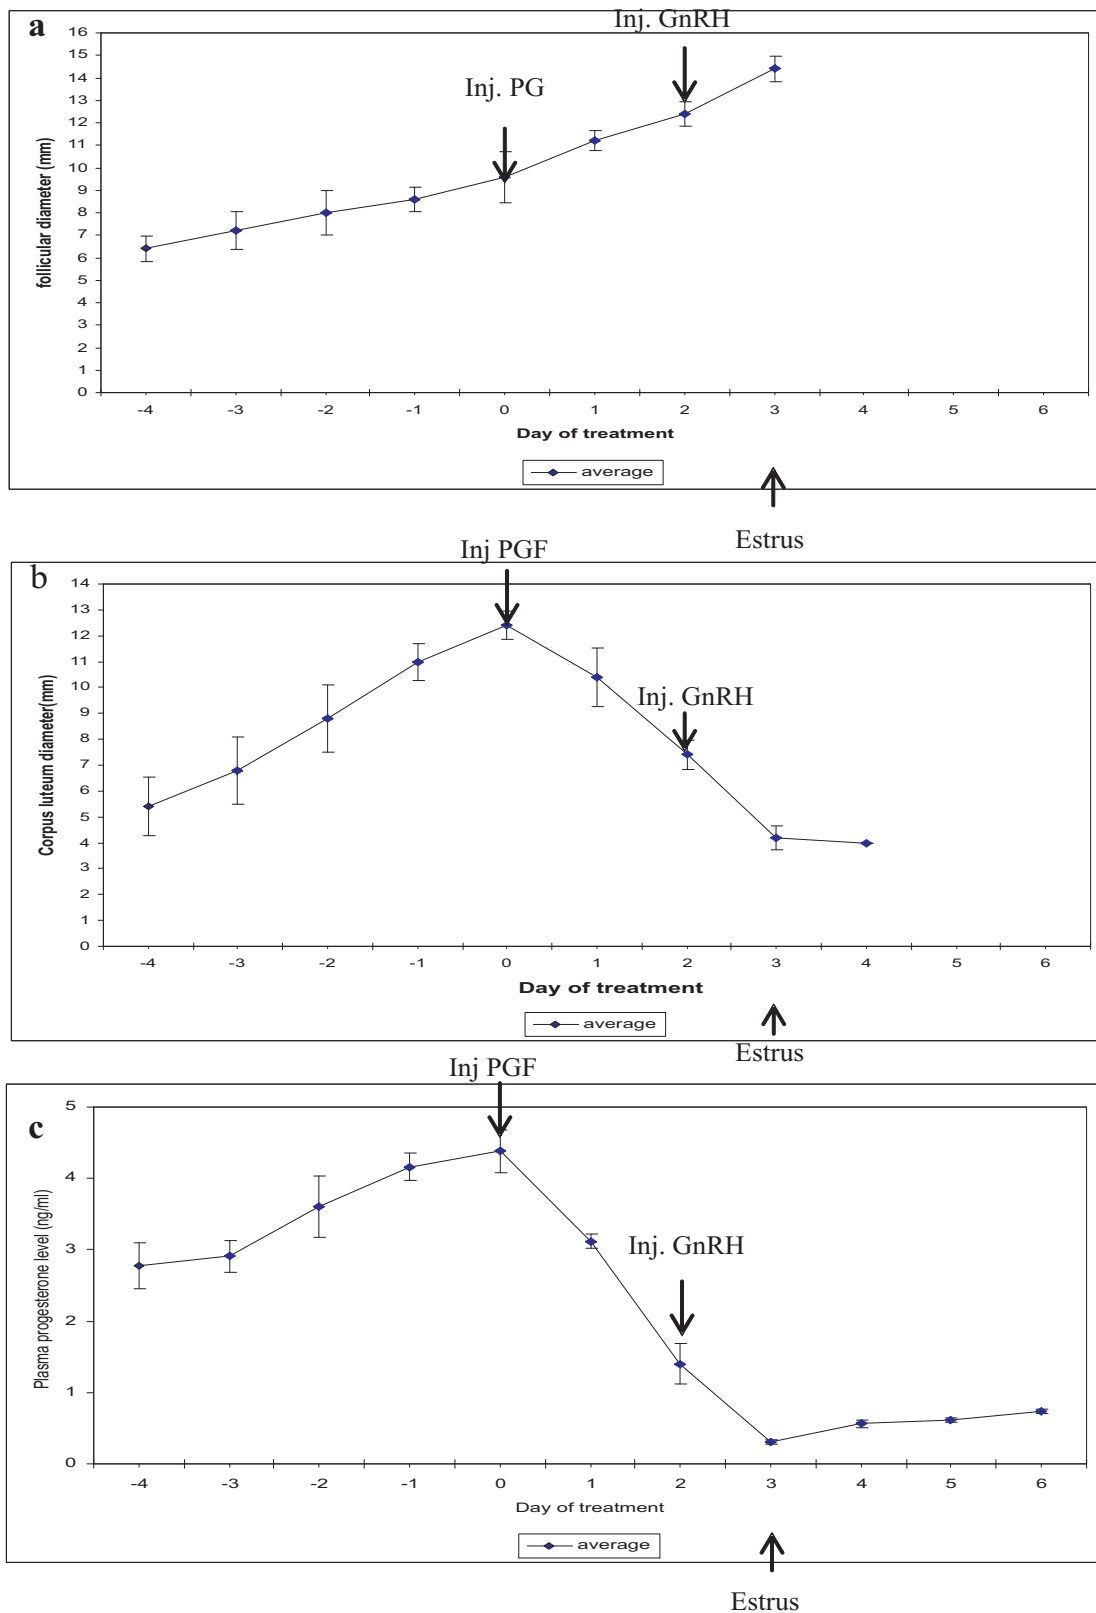 a
Inj. GnRH
Inj. PG
follicular diameter (mm)
16
15
14
13
12
11
10
9
8
7
6
5
4
3
2
1
0
-4 -3 -2 -1 0 1 2 3 4 5 6
Day of treatment
average
Estrus
b
Inj PGF
Inj. GnRH
Corpus luteum diameter(mm)
14
13
12
11
10
9
8
7
6
5
4
3
2
1
0
-4 -3 -2 -1 0 1 2 3 4 5 6
Day of treatment
average
Estrus
c
Inj PGF
Inj. GnRH
Plasma progesterone level (ng/ml)
5
4
3
2
1
0
-4 -3 -2 -1 0 1 2 3 4 5 6
Day of treatment
average
Estrus